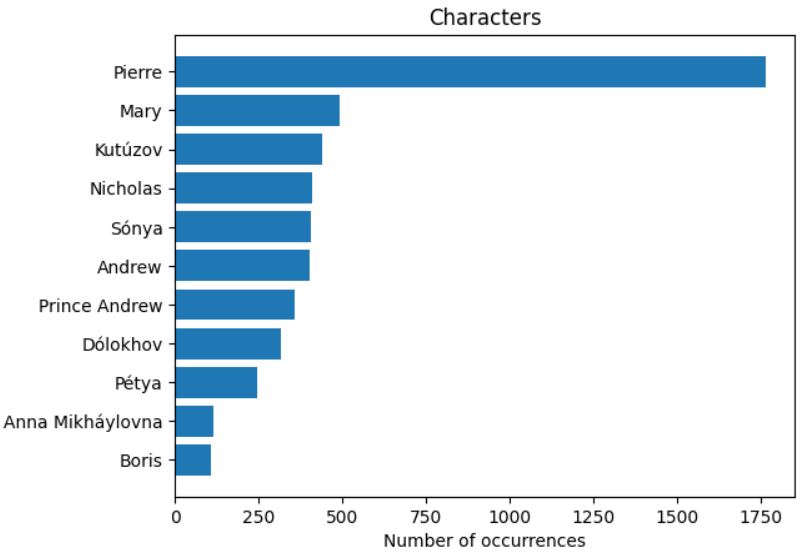 Characters
Pierre
Mary
Kutúzov
Nicholas
Sónya
Andrew
Prince Andrew
Dólokhov
Pétya
Anna Mikháylovna
Boris
0 250 500 750 1000 1250 1500 1750
Number of occurrences